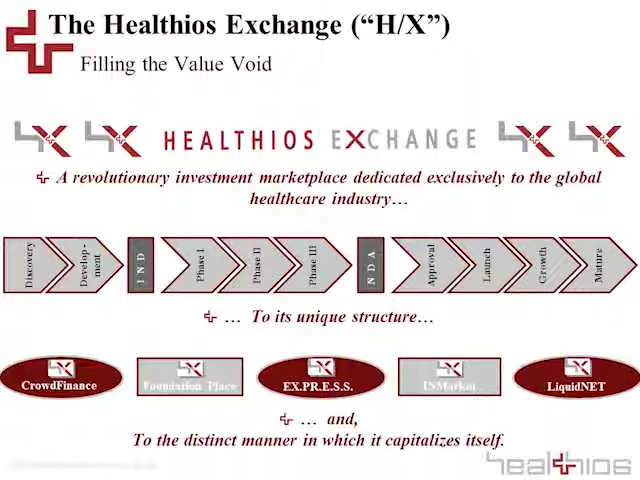 The Healthios Exchange (“H/X”)
Filling the Value Void
HEALTHIOS EXCHANGE
A revolutionary investment marketplace dedicated exclusively to the global
healthcare industry…
Discovery
Develop-
ment
IND
Phase I
Phase II
Phase III
NDA
Approval
Launch
Growth
Mature
… To its unique structure…
CrowdFinance
Foundation Place
EX.PR.E.S.S.
INMarket
LiquidNET
… and,
To the distinct manner in which it capitalizes itself.
healthios